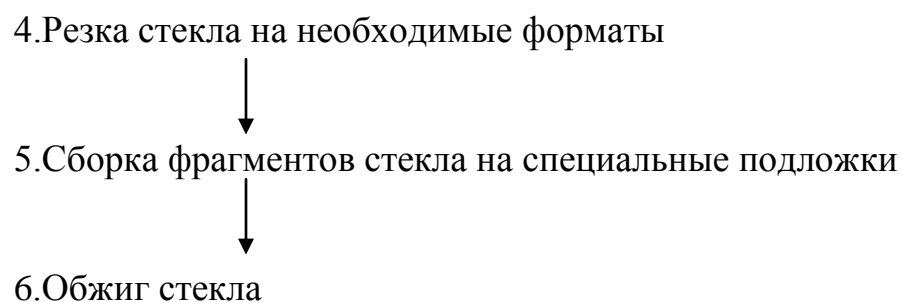 4.Резка стекла на необходимые форматы
5.Сборка фрагментов стекла на специальные подложки
6.Обжиг стекла